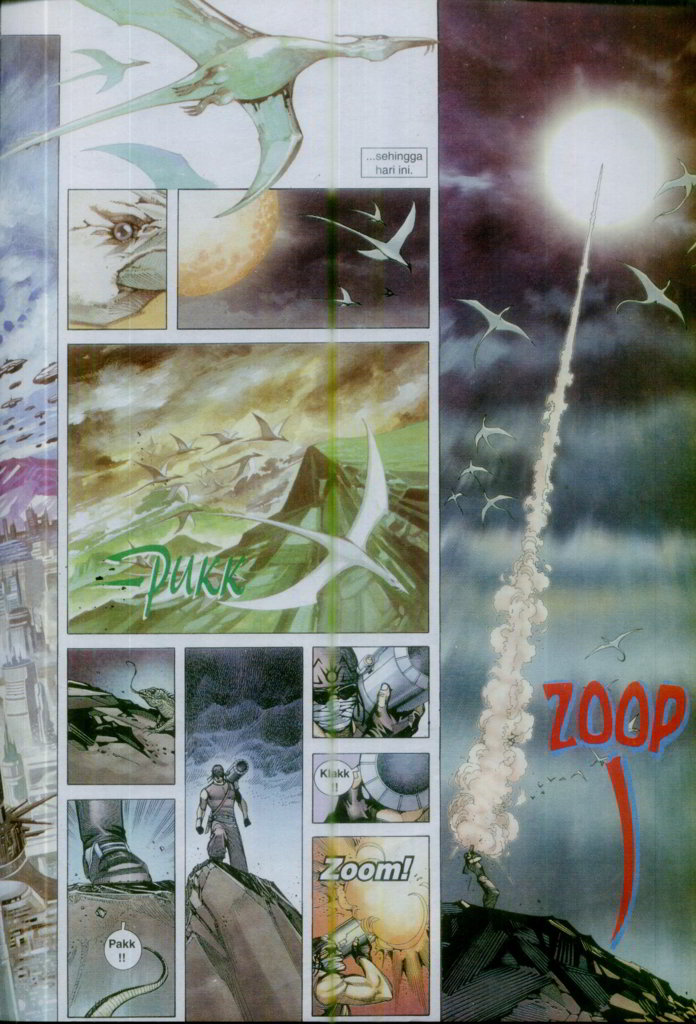 ...sehingga
hari ini.
PUKK
Pakk
!!
Klakk
!!
Zoom!
ZOOP